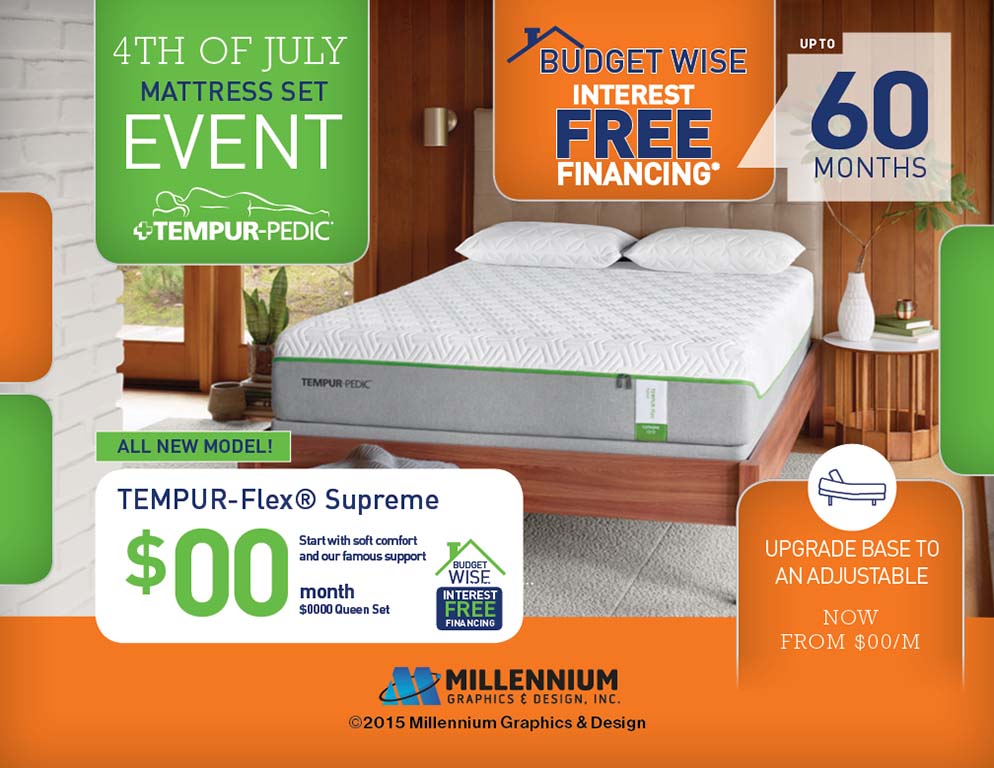 4TH OF JULY
MATTRESS SET
EVENT
TEMPUR-PEDIC®
BUDGET WISE
INTEREST
FREE
FINANCING*
UP TO
60
MONTHS
TEMPUR-PEDIC
ALL NEW MODEL!
TEMPUR-Flex® Supreme
$00
Start with soft comfort
and our famous support
month
$0000 Queen Set
BUDGET
WISE
INTEREST
FREE
FINANCING
UPGRADE BASE TO
AN ADJUSTABLE
NOW
FROM $00/M
MILLENNIUM
GRAPHICS & DESIGN, INC.
©2015 Millennium Graphics & Design